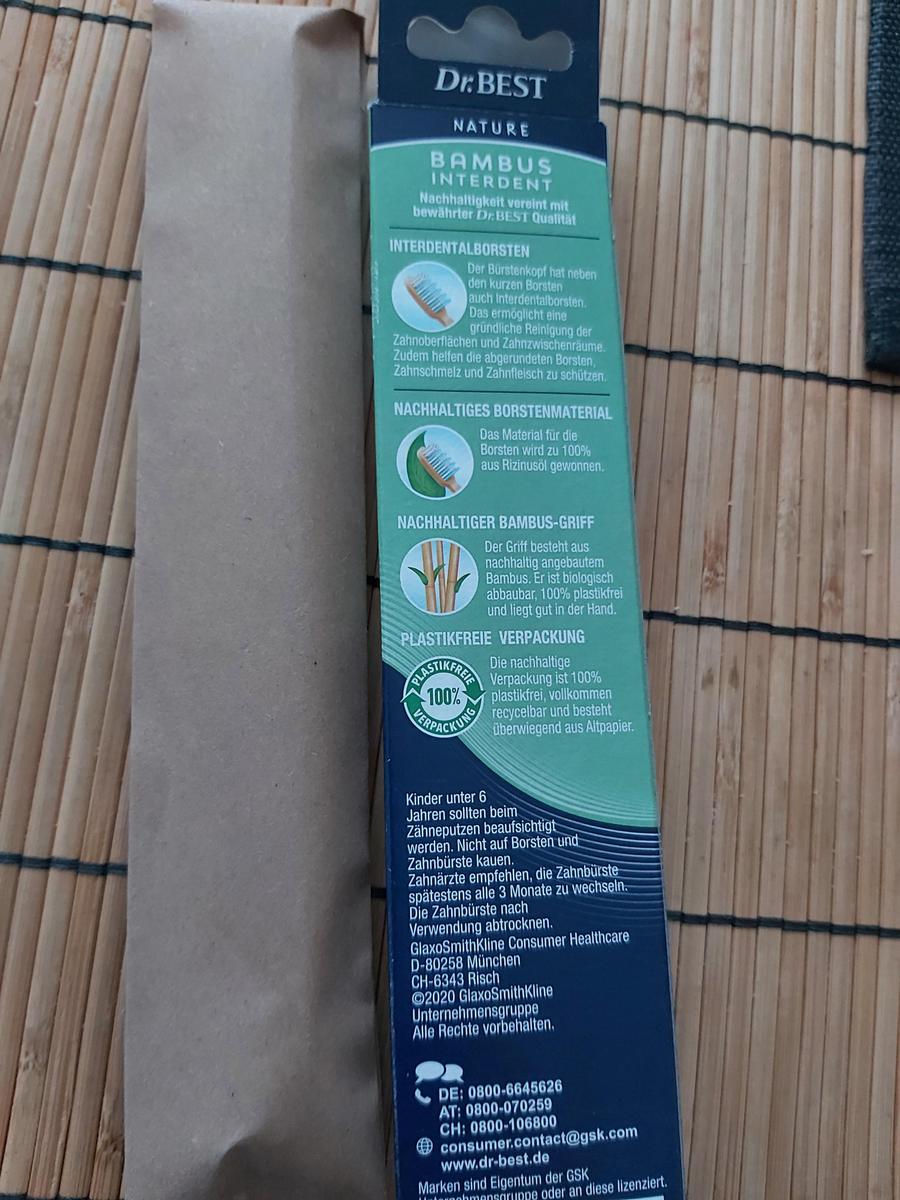 Dr.BEST
NATURE
BAMBUS
INTERDENT
Nachhaltigkeit vereint mit
bewährter Dr.BEST Qualität
INTERDENTALBORSTEN
Der Bürstenkopf hat neben
den kurzen Borsten
auch Interdentalborsten.
Das ermöglicht eine
gründliche Reinigung der
Zahnoberflächen und Zahnzwischenräume.
Zudem helfen die abgerundeten Borsten,
Zahnschmelz und Zahnfleisch zu schützen.
NACHHALTIGES BORSTENMATERIAL
Das Material für die
Borsten wird zu 100%
aus Rizinusöl gewonnen.
NACHHALTIGER BAMBUS-GRIFF
Der Griff besteht aus
nachhaltig angebautem
Bambus. Er ist biologisch
abbaubar, 100% plastikfrei
und liegt gut in der Hand.
PLASTIKFREIE VERPACKUNG
PLASTIKFREIE
100%
VERPACKUNG
Die nachhaltige
Verpackung ist 100%
plastikfrei, vollkommen
recycelbar und besteht
überwiegend aus Altpapier.
Kinder unter 6
Jahren sollten beim
Zähneputzen beaufsichtigt
werden. Nicht auf Borsten und
Zahnbürste kauen.
Zahnärzte empfehlen, die Zahnbürste
spätestens alle 3 Monate zu wechseln.
Die Zahnbürste nach
Verwendung abtrocknen.
GlaxoSmithKline Consumer Healthcare
D-80258 München
CH-6343 Risch
©2020 GlaxoSmithKline
Unternehmensgruppe
Alle Rechte vorbehalten.
DE: 0800-6645626
AT: 0800-070259
CH: 0800-106800
consumer.contact@gsk.com
www.dr-best.de
Marken sind Eigentum der GSK
Unternehmensgruppe oder an diese lizenziert.